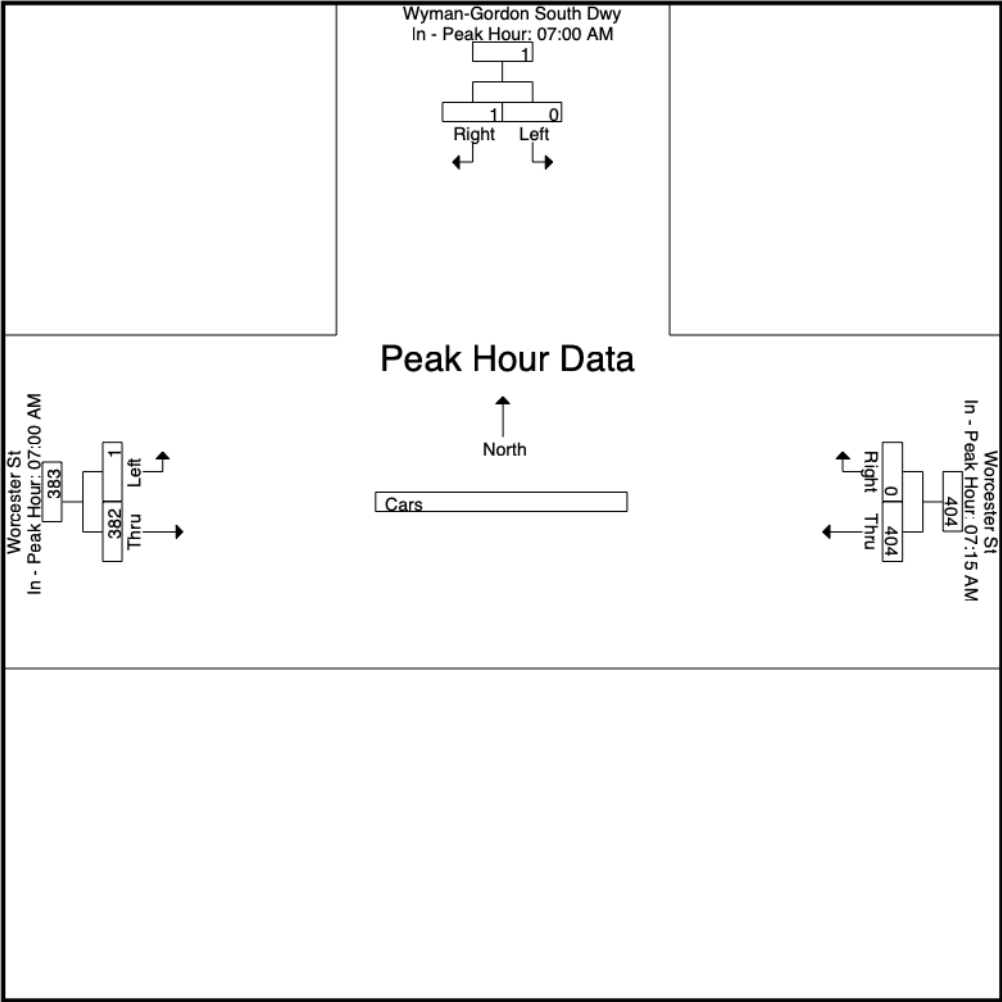 Wyman-Gordon South Dwy
In - Peak Hour: 07:00 AM
1
1 0
Right Left
Peak Hour Data
North
Cars
Worcester St
In - Peak Hour: 07:00 AM
383
1 382
Left Thru
Worcester St
In - Peak Hour: 07:15 AM
404
0 404
Right Thru